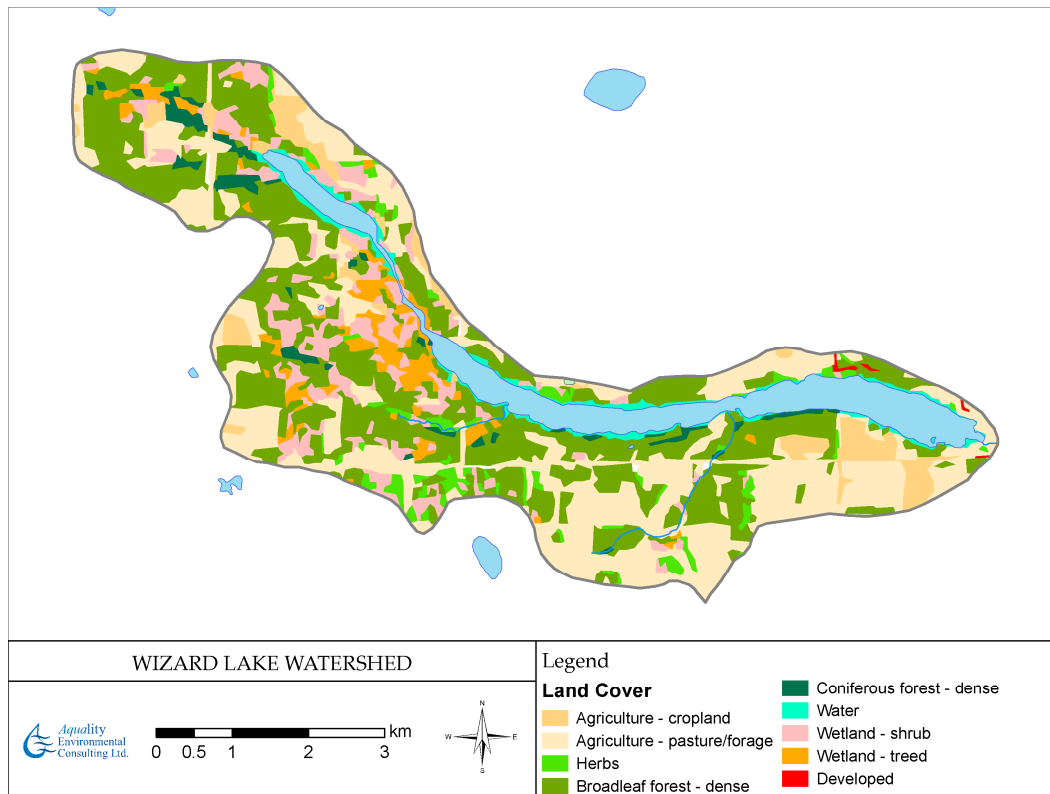 WIZARD LAKE WATERSHED
Aquality
Environmental
Consulting Ltd.
km
0 0.5 1 2 3
N
W E
S
Legend
Land Cover
Agriculture - cropland
Agriculture - pasture/forage
Herbs
Broadleaf forest - dense
Coniferous forest - dense
Water
Wetland - shrub
Wetland - treed
Developed